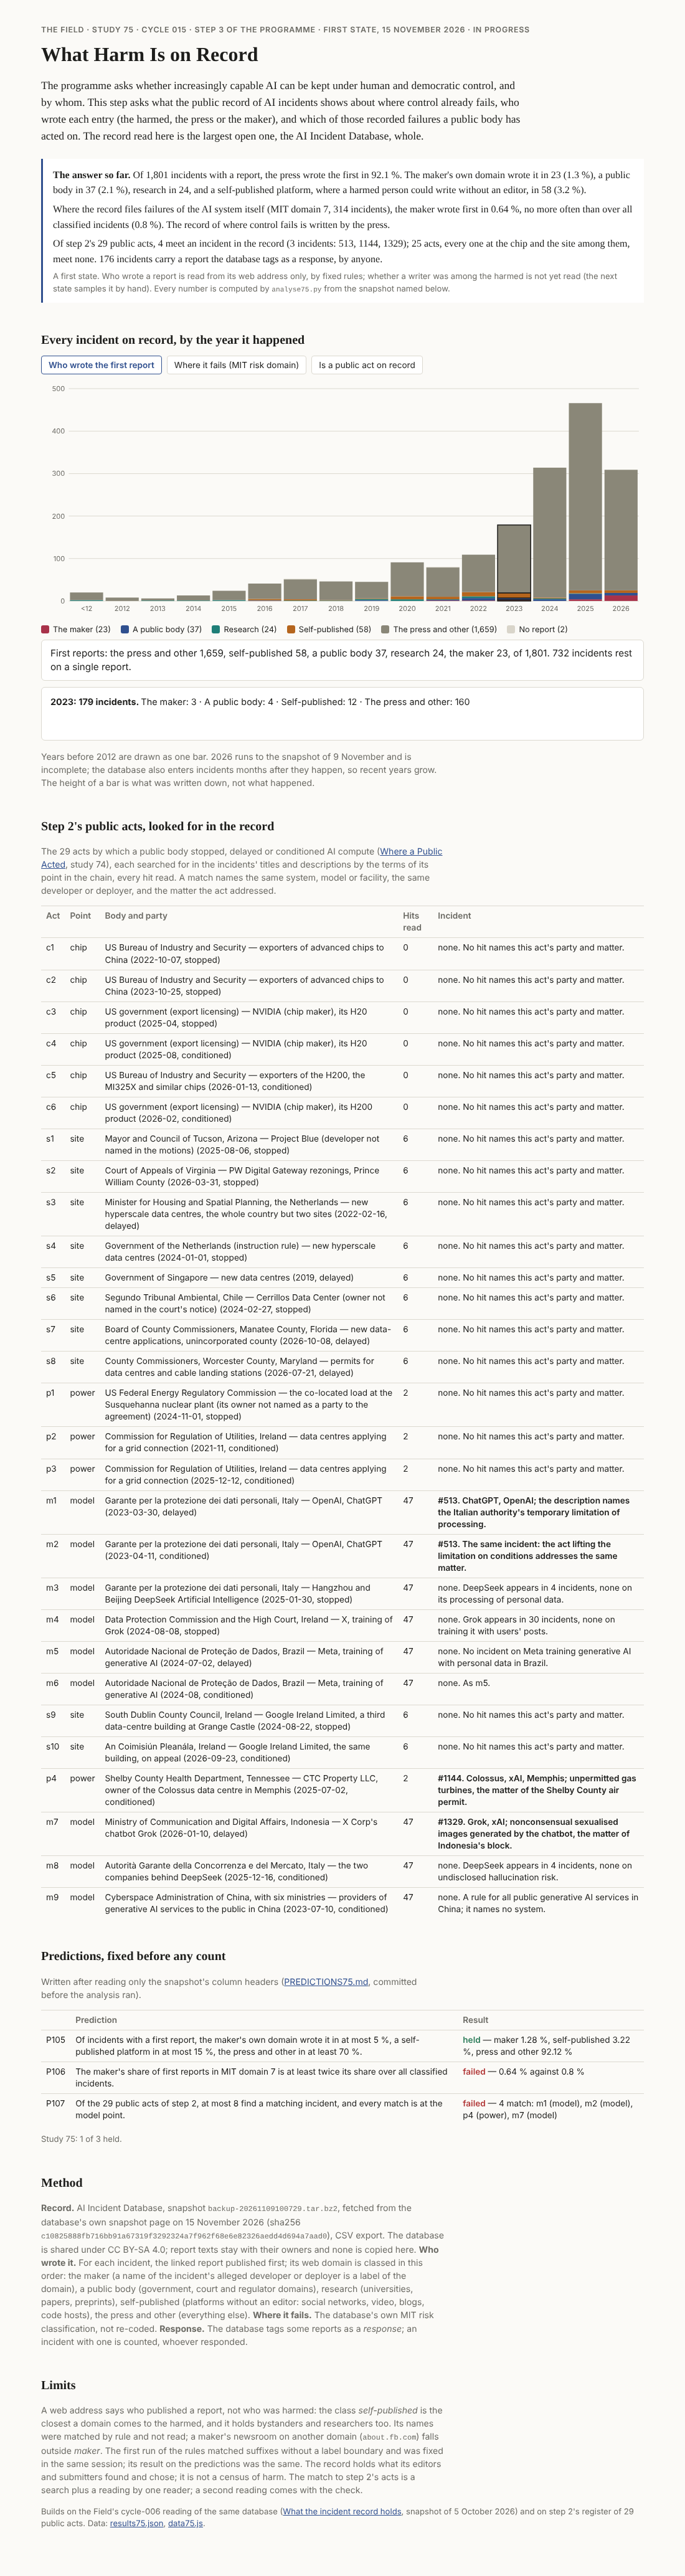 THE FIELD · STUDY 75 · CYCLE 015 · STEP 3 OF THE PROGRAMME · FIRST STATE, 15 NOVEMBER 2026 · IN PROGRESS
What Harm Is on Record
The programme asks whether increasingly capable AI can be kept under human and democratic control, and
by whom. This step asks what the public record of AI incidents shows about where control already fails, who
wrote each entry (the harmed, the press or the maker), and which of those recorded failures a public body has
acted on. The record read here is the largest open one, the AI Incident Database, whole.
The answer so far. Of 1,801 incidents with a report, the press wrote the first in 92.1 %. The maker's own domain wrote it in 23 (1.3 %), a public
body in 37 (2.1 %), research in 24, and a self-published platform, where a harmed person could write without an editor, in 58 (3.2 %).
Where the record files failures of the AI system itself (MIT domain 7, 314 incidents), the maker wrote first in 0.64 %, no more often than over all
classified incidents (0.8 %). The record of where control fails is written by the press.
Of step 2's 29 public acts, 4 meet an incident in the record (3 incidents: 513, 1144, 1329); 25 acts, every one at the chip and the site among them,
meet none. 176 incidents carry a report the database tags as a response, by anyone.
A first state. Who wrote a report is read from its web address only, by fixed rules; whether a writer was among the harmed is not yet read (the next
state samples it by hand). Every number is computed by analyse75.py from the snapshot named below.
Every incident on record, by the year it happened
Who wrote the first report
Where it fails (MIT risk domain)
Is a public act on record
500
400
300
200
100
0
<12 2012 2013 2014 2015 2016 2017 2018 2019 2020 2021 2022 2023 2024 2025 2026
The maker (23) A public body (37) Research (24) Self-published (58) The press and other (1,659) No report (2)
First reports: the press and other 1,659, self-published 58, a public body 37, research 24, the maker 23, of 1,801. 732 incidents rest
on a single report.
2023: 179 incidents. The maker: 3 · A public body: 4 · Self-published: 12 · The press and other: 160
Years before 2012 are drawn as one bar. 2026 runs to the snapshot of 9 November and is
incomplete; the database also enters incidents months after they happen, so recent years grow.
The height of a bar is what was written down, not what happened.
Step 2's public acts, looked for in the record
The 29 acts by which a public body stopped, delayed or conditioned AI compute (Where a Public
Acted, study 74), each searched for in the incidents' titles and descriptions by the terms of its
point in the chain, every hit read. A match names the same system, model or facility, the same
developer or deployer, and the matter the act addressed.
Act Point Body and party Hits read Incident
c1 chip US Bureau of Industry and Security — exporters of advanced chips to China (2022-10-07, stopped) 0 none. No hit names this act's party and matter.
c2 chip US Bureau of Industry and Security — exporters of advanced chips to China (2023-10-25, stopped) 0 none. No hit names this act's party and matter.
c3 chip US government (export licensing) — NVIDIA (chip maker), its H20 product (2025-04, stopped) 0 none. No hit names this act's party and matter.
c4 chip US government (export licensing) — NVIDIA (chip maker), its H20 product (2025-08, conditioned) 0 none. No hit names this act's party and matter.
c5 chip US Bureau of Industry and Security — exporters of the H200, the MI325X and similar chips (2026-01-13, conditioned) 0 none. No hit names this act's party and matter.
c6 chip US government (export licensing) — NVIDIA (chip maker), its H200 product (2026-02, conditioned) 0 none. No hit names this act's party and matter.
s1 site Mayor and Council of Tucson, Arizona — Project Blue (developer not named in the motions) (2025-08-06, stopped) 6 none. No hit names this act's party and matter.
s2 site Court of Appeals of Virginia — PW Digital Gateway rezonings, Prince William County (2026-03-31, stopped) 6 none. No hit names this act's party and matter.
s3 site Minister for Housing and Spatial Planning, the Netherlands — new hyperscale data centres, the whole country but two sites (2022-02-16, delayed) 6 none. No hit names this act's party and matter.
s4 site Government of the Netherlands (instruction rule) — new hyperscale data centres (2024-01-01, stopped) 6 none. No hit names this act's party and matter.
s5 site Government of Singapore — new data centres (2019, delayed) 6 none. No hit names this act's party and matter.
s6 site Segundo Tribunal Ambiental, Chile — Cerrillos Data Center (owner not named in the court's notice) (2024-02-27, stopped) 6 none. No hit names this act's party and matter.
s7 site Board of County Commissioners, Manatee County, Florida — new data-centre applications, unincorporated county (2026-10-08, delayed) 6 none. No hit names this act's party and matter.
s8 site County Commissioners, Worcester County, Maryland — permits for data centres and cable landing stations (2026-07-21, delayed) 6 none. No hit names this act's party and matter.
p1 power US Federal Energy Regulatory Commission — the co-located load at the Susquehanna nuclear plant (its owner not named as a party to the agreement) (2024-11-01, stopped) 2 none. No hit names this act's party and matter.
p2 power Commission for Regulation of Utilities, Ireland — data centres applying for a grid connection (2021-11, conditioned) 2 none. No hit names this act's party and matter.
p3 power Commission for Regulation of Utilities, Ireland — data centres applying for a grid connection (2025-12-12, conditioned) 2 none. No hit names this act's party and matter.
m1 model Garante per la protezione dei dati personali, Italy — OpenAI, ChatGPT (2023-03-30, delayed) 47 #513. ChatGPT, OpenAI; the description names the Italian authority's temporary limitation of processing.
m2 model Garante per la protezione dei dati personali, Italy — OpenAI, ChatGPT (2023-04-11, conditioned) 47 #513. The same incident: the act lifting the limitation on conditions addresses the same matter.
m3 model Garante per la protezione dei dati personali, Italy — Hangzhou and Beijing DeepSeek Artificial Intelligence (2025-01-30, stopped) 47 none. DeepSeek appears in 4 incidents, none on its processing of personal data.
m4 model Data Protection Commission and the High Court, Ireland — X, training of Grok (2024-08-08, stopped) 47 none. Grok appears in 30 incidents, none on training it with users' posts.
m5 model Autoridade Nacional de Proteção de Dados, Brazil — Meta, training of generative AI (2024-07-02, delayed) 47 none. No incident on Meta training generative AI with personal data in Brazil.
m6 model Autoridade Nacional de Proteção de Dados, Brazil — Meta, training of generative AI (2024-08, conditioned) 47 none. As m5.
s9 site South Dublin County Council, Ireland — Google Ireland Limited, a third data-centre building at Grange Castle (2024-08-22, stopped) 6 none. No hit names this act's party and matter.
s10 site An Coimisiún Pleanála, Ireland — Google Ireland Limited, the same building, on appeal (2026-09-23, conditioned) 6 none. No hit names this act's party and matter.
p4 power Shelby County Health Department, Tennessee — CTC Property LLC, owner of the Colossus data centre in Memphis (2025-07-02, conditioned) 2 #1144. Colossus, xAI, Memphis; unpermitted gas turbines, the matter of the Shelby County air permit.
m7 model Ministry of Communication and Digital Affairs, Indonesia — X Corp's chatbot Grok (2026-01-10, delayed) 47 #1329. Grok, xAI; nonconsensual sexualised images generated by the chatbot, the matter of Indonesia's block.
m8 model Autorità Garante della Concorrenza e del Mercato, Italy — the two companies behind DeepSeek (2025-12-16, conditioned) 47 none. DeepSeek appears in 4 incidents, none on undisclosed hallucination risk.
m9 model Cyberspace Administration of China, with six ministries — providers of generative AI services to the public in China (2023-07-10, conditioned) 47 none. A rule for all public generative AI services in China; it names no system.
Predictions, fixed before any count
Written after reading only the snapshot's column headers (PREDICTIONS75.md, committed
before the analysis ran).
Prediction Result
P105 Of incidents with a first report, the maker's own domain wrote it in at most 5 %, a self-published platform in at most 15 %, the press and other in at least 70 %. held — maker 1.28 %, self-published 3.22 %, press and other 92.12 %
P106 The maker's share of first reports in MIT domain 7 is at least twice its share over all classified incidents. failed — 0.64 % against 0.8 %
P107 Of the 29 public acts of step 2, at most 8 find a matching incident, and every match is at the model point. failed — 4 match: m1 (model), m2 (model), p4 (power), m7 (model)
Study 75: 1 of 3 held.
Method
Record. AI Incident Database, snapshot backup-20261109100729.tar.bz2, fetched from the
database's own snapshot page on 15 November 2026 (sha256
c10825888fb716bb91a67319f3292324a7f962f68e6e82326aedd4d694a7aad0), CSV export. The database
is shared under CC BY-SA 4.0; report texts stay with their owners and none is copied here. Who
wrote it. For each incident, the linked report published first; its web domain is classed in this
order: the maker (a name of the incident's alleged developer or deployer is a label of the
domain), a public body (government, court and regulator domains), research (universities,
papers, preprints), self-published (platforms without an editor: social networks, video, blogs,
code hosts), the press and other (everything else). Where it fails. The database's own MIT risk
classification, not re-coded. Response. The database tags some reports as a response; an
incident with one is counted, whoever responded.
Limits
A web address says who published a report, not who was harmed: the class self-published is the
closest a domain comes to the harmed, and it holds bystanders and researchers too. Its names
were matched by rule and not read; a maker's newsroom on another domain (about.fb.com) falls
outside maker. The first run of the rules matched suffixes without a label boundary and was fixed
in the same session; its result on the predictions was the same. The record holds what its editors
and submitters found and chose; it is not a census of harm. The match to step 2's acts is a
search plus a reading by one reader; a second reading comes with the check.
Builds on the Field's cycle-006 reading of the same database (What the incident record holds, snapshot of 5 October 2026) and on step 2's register of 29
public acts. Data: results75.json, data75.js.